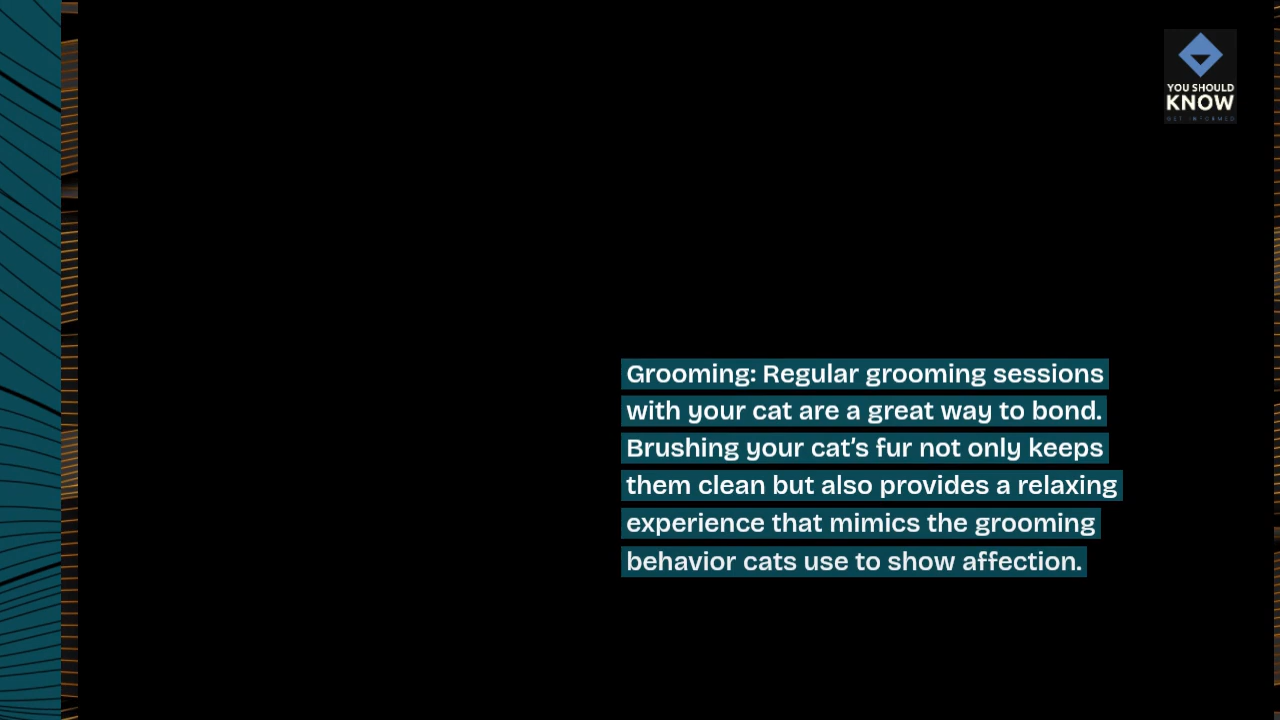 YOU SHOULD
KNOW
GET INFORMED
Grooming: Regular grooming sessions
with your cat are a great way to bond.
Brushing your cat's fur not only keeps
them clean but also provides a relaxing
experience that mimics the grooming
behavior cats use to show affection.